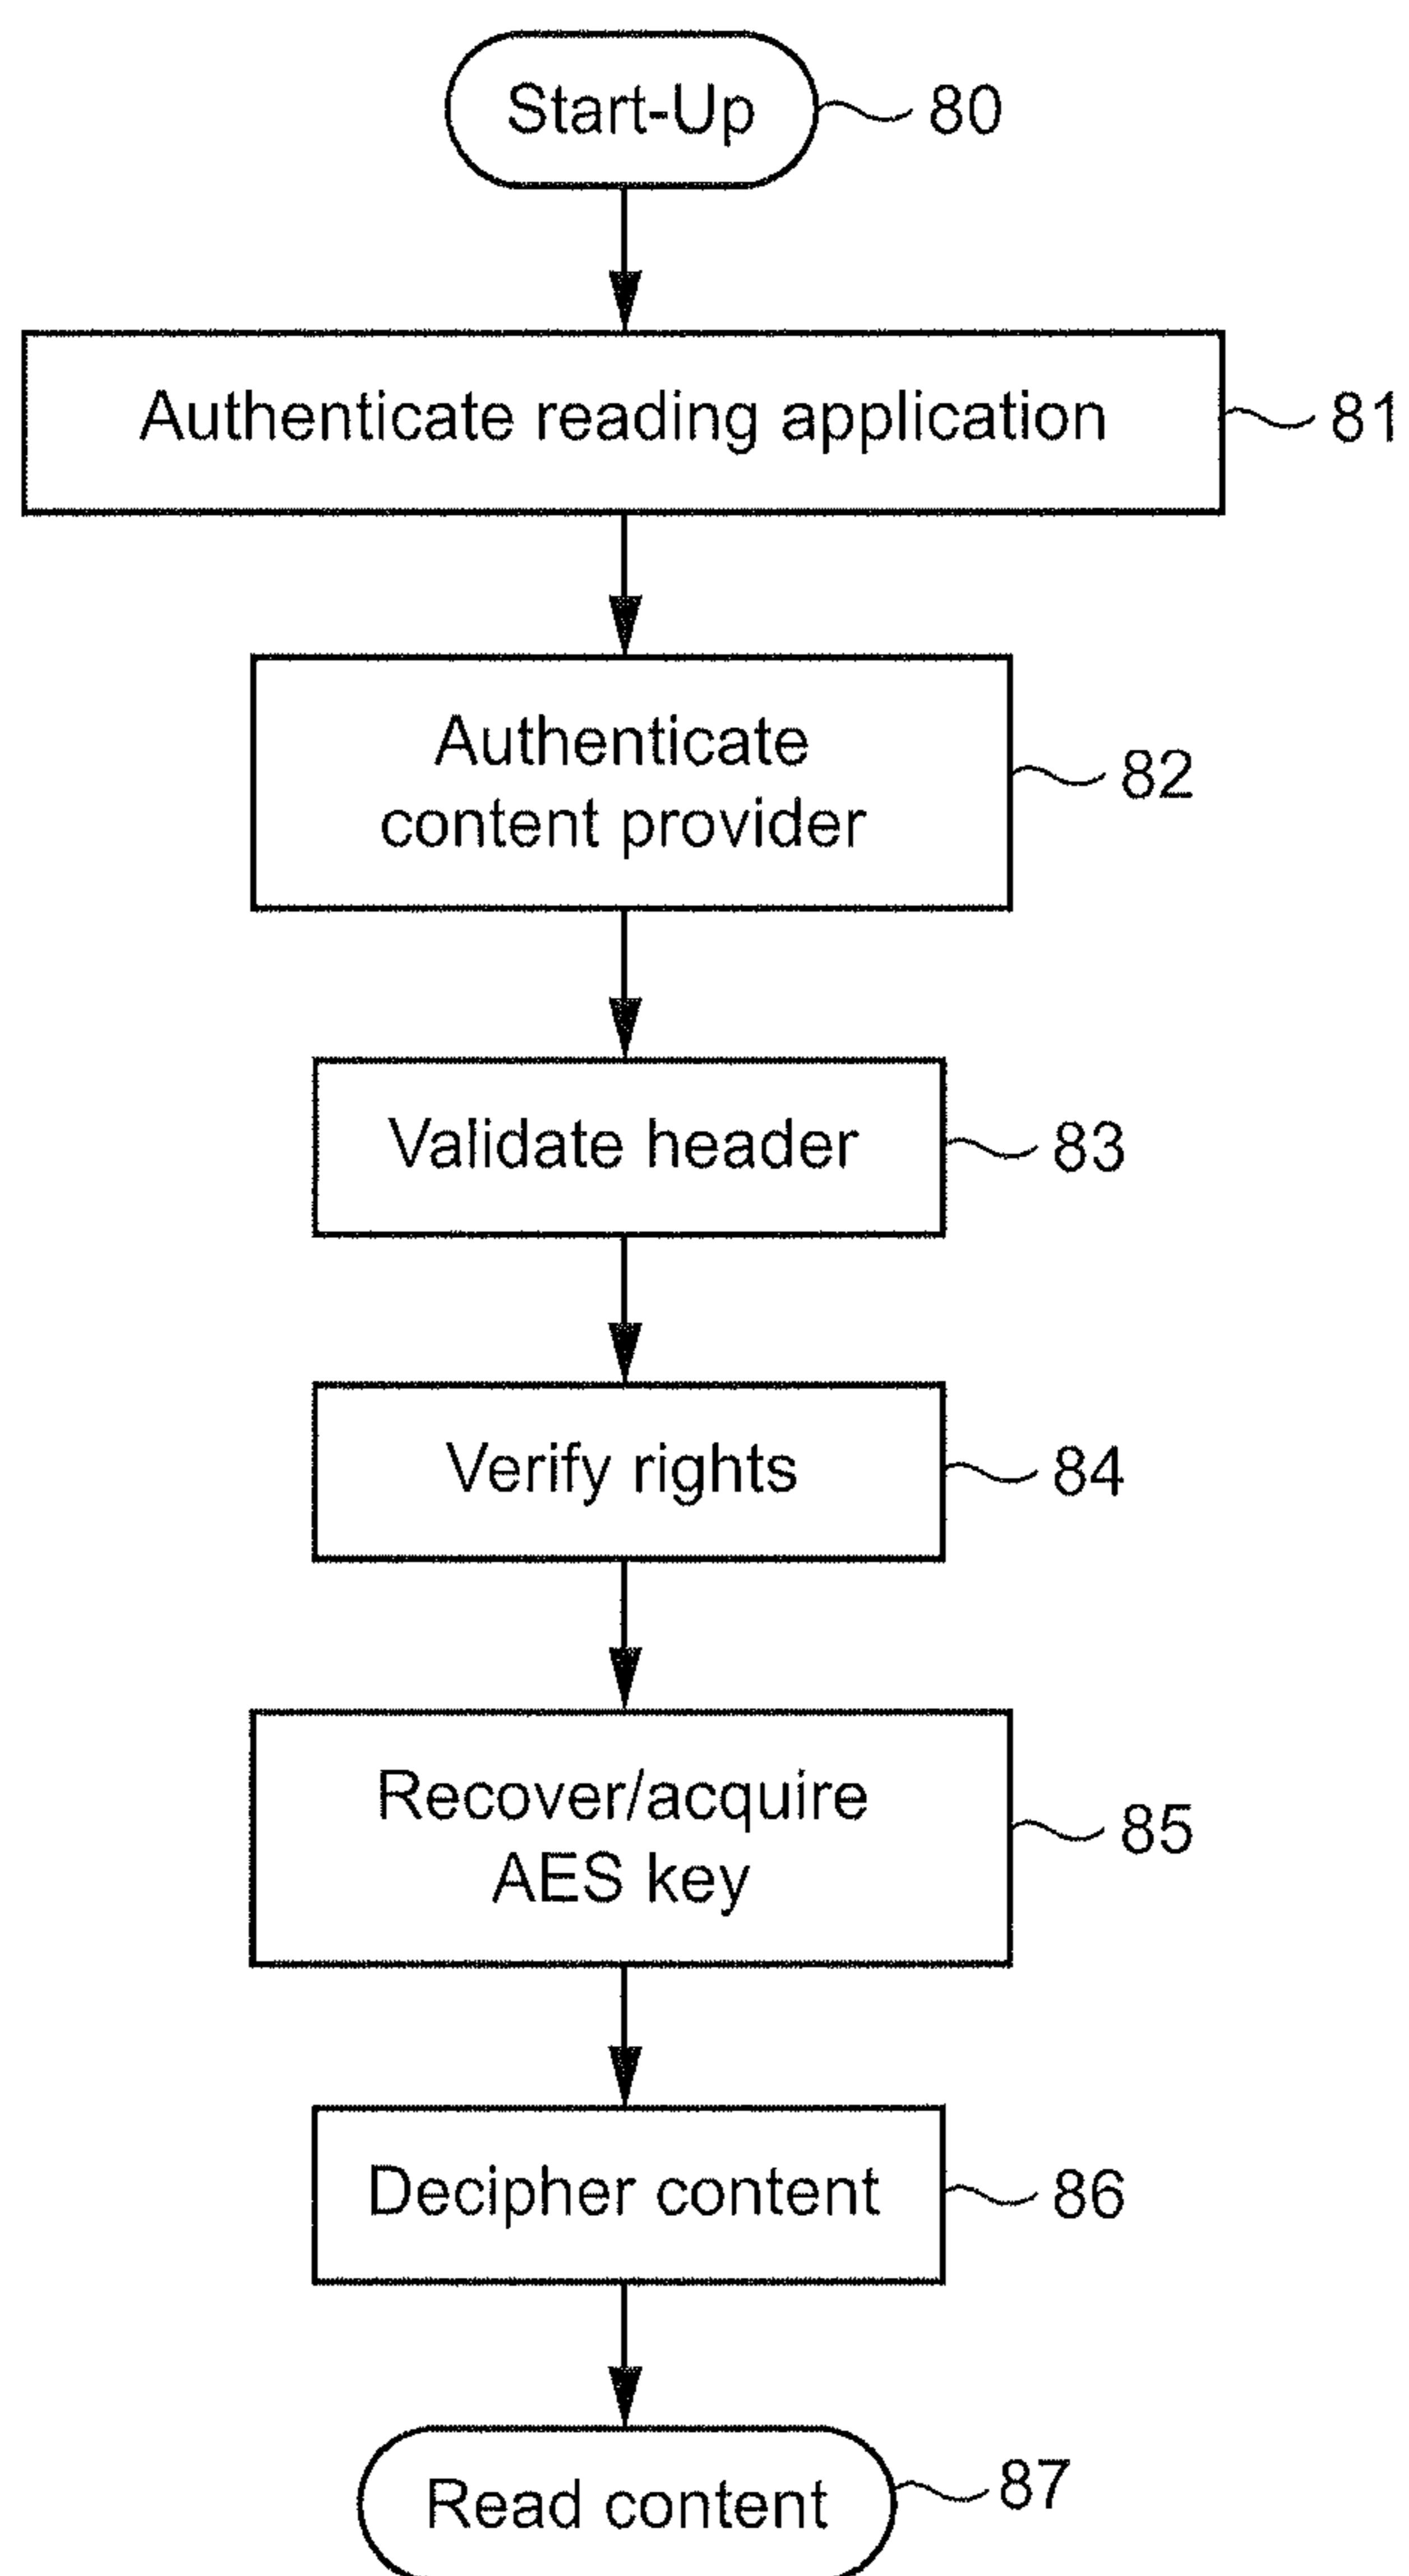 Start-Up 80
Authenticate reading application 81
Authenticate
content provider 82
Validate header 83
Verify rights 84
Recover/acquire
AES key 85
Decipher content 86
Read content 87